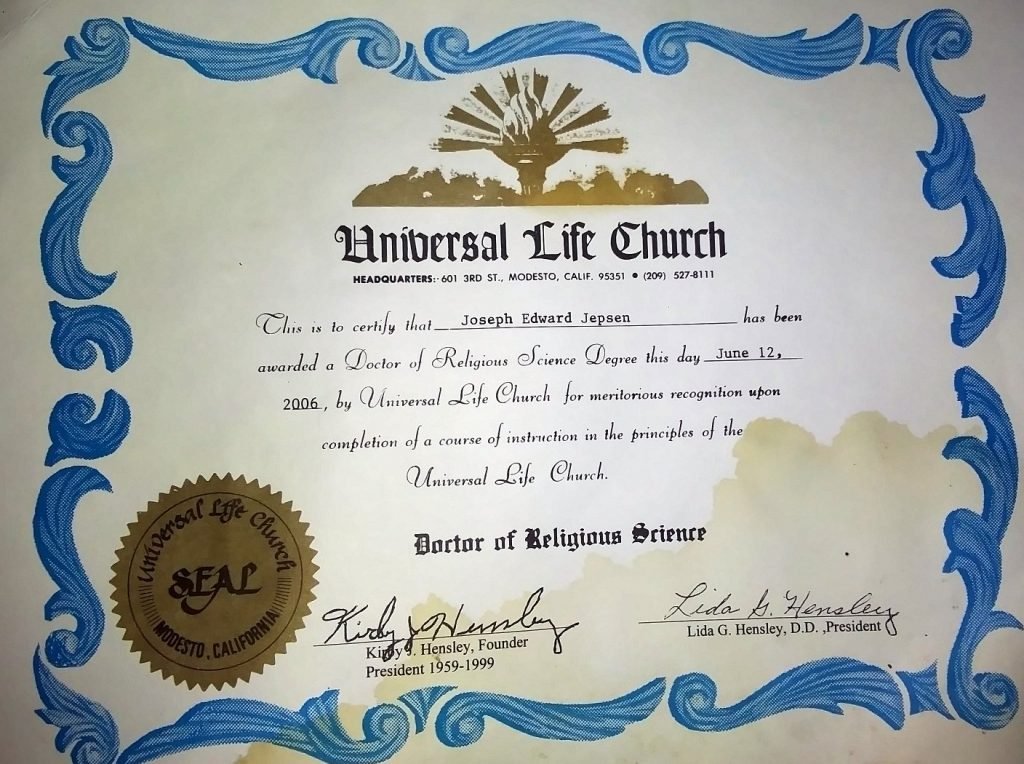 Universal Life Church
HEADQUARTERS: 601 3RD ST., MODESTO, CALIF. 95351 • (209) 527-8111
This is to certify that Joseph Edward Jepsen has been
awarded a Doctor of Religious Science Degree this day June 12,
2006, by Universal Life Church for meritorious recognition upon
completion of a course of instruction in the principles of the
Universal Life Church.
Doctor of Religious Science
Universal Life Church
SEAL
MODESTO, CALIFORNIA
Kirby J. Hensley
Kirby J. Hensley, Founder
President 1959-1999
Lida G. Hensley
Lida G. Hensley, D.D. ,President